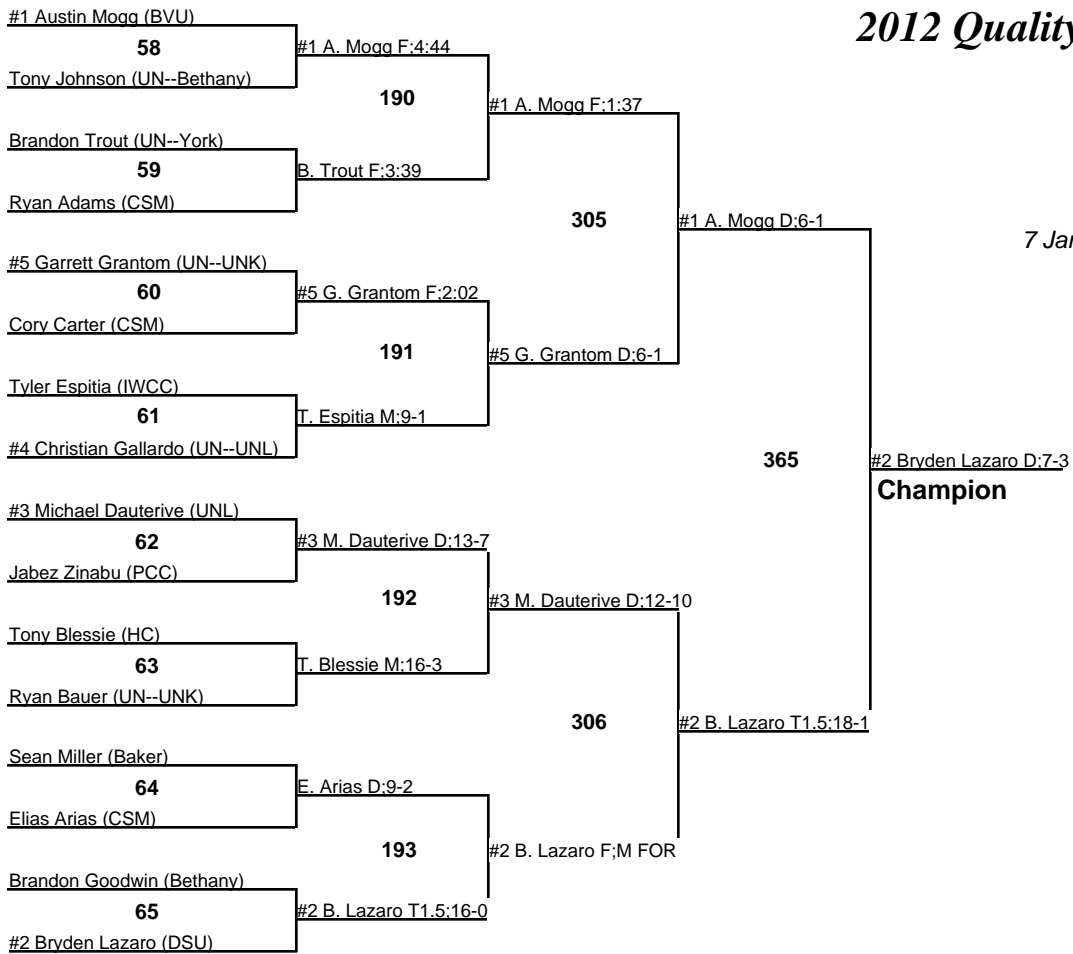 #1 Austin Mogg (BVU)
2012 Quality
58
#1 A. Mogg F;4:44
Tony Johnson (UN--Bethany)
190
#1 A. Mogg F;1:37
Brandon Trout (UN--York)
59
B. Trout F;3:39
Ryan Adams (CSM)
305
#1 A. Mogg D;6-1
7 Jan
#5 Garrett Grantom (UN--UNK)
60
#5 G. Grantom F;2:02
Cory Carter (CSM)
191
#5 G. Grantom D;6-1
Tyler Espitia (IWCC)
61
T. Espitia M;9-1
#4 Christian Gallardo (UN--UNL)
365
#2 Bryden Lazaro D;7-3
Champion
#3 Michael Dauterive (UNL)
62
#3 M. Dauterive D;13-7
Jabez Zinabu (PCC)
192
#3 M. Dauterive D;12-10
Tony Blessie (HC)
63
T. Blessie M;16-3
Ryan Bauer (UN--UNK)
306
#2 B. Lazaro T1.5;18-1
Sean Miller (Baker)
64
E. Arias D;9-2
Elias Arias (CSM)
193
#2 B. Lazaro F;M FOR
Brandon Goodwin (Bethany)
65
#2 B. Lazaro T1.5;16-0
#2 Bryden Lazaro (DSU)